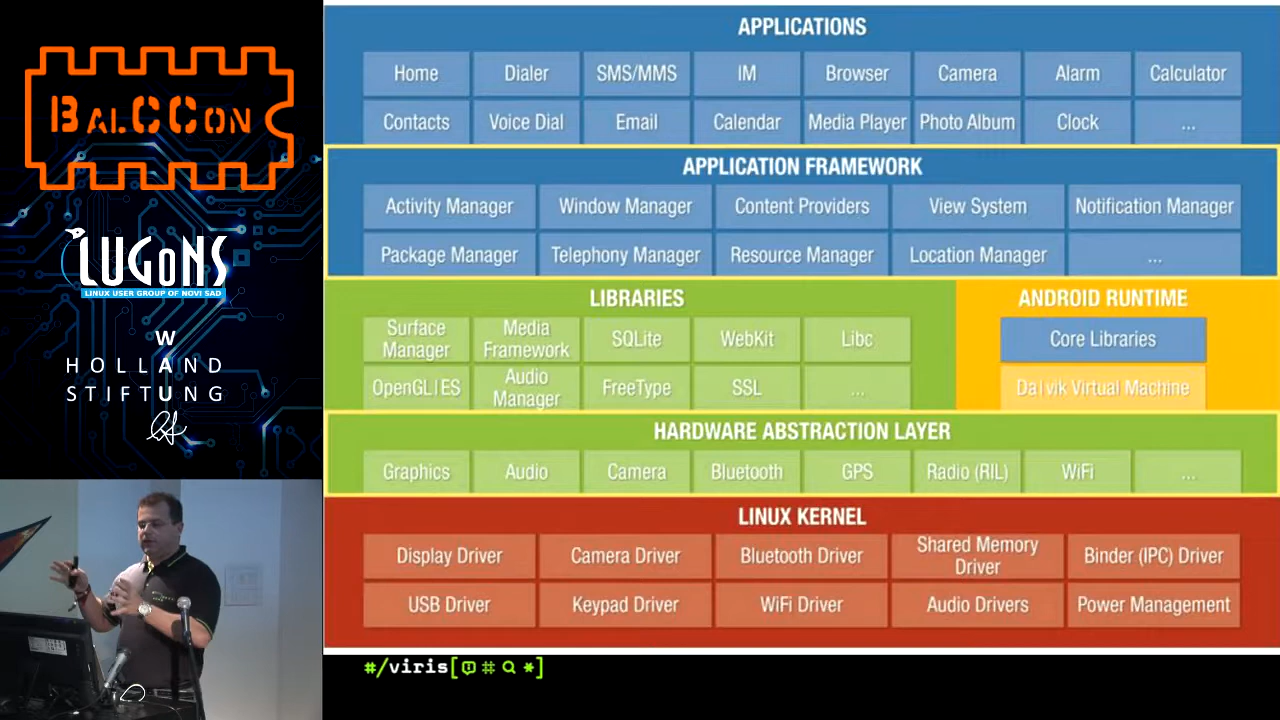 BALCCON
LUGONS
LINUX USER GROUP OF NOVI SAD
W
HOLLAND
A
STIFTUNG
U
APPLICATIONS
Home
Dialer
SMS/MMS
IM
Browser
Camera
Alarm
Calculator
Contacts
Voice Dial
Email
Calendar
Media Player
Photo Album
Clock
...
APPLICATION FRAMEWORK
Activity Manager
Window Manager
Content Providers
View System
Notification Manager
Package Manager
Telephony Manager
Resource Manager
Location Manager
...
LIBRARIES
Surface
Manager
Media
Framework
SQLite
WebKit
Libc
OpenGL|ES
Audio
Manager
FreeType
SSL
...
ANDROID RUNTIME
Core Libraries
Dalvik Virtual Machine
HARDWARE ABSTRACTION LAYER
Graphics
Audio
Camera
Bluetooth
GPS
Radio (RIL)
WiFi
...
LINUX KERNEL
Display Driver
Camera Driver
Bluetooth Driver
Shared Memory
Driver
Binder (IPC) Driver
USB Driver
Keypad Driver
WiFi Driver
Audio Drivers
Power Management
#/viris[